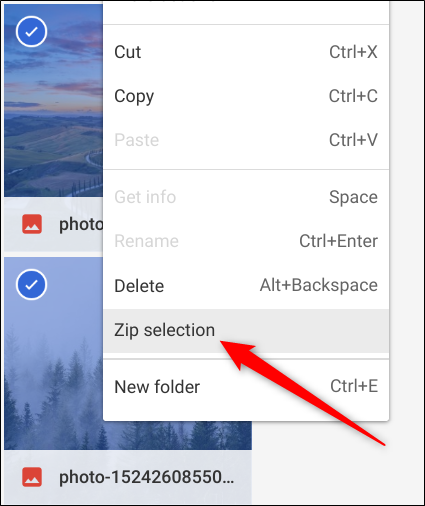 Cut Ctrl+X
Copy Ctrl+C
Paste Ctrl+V
Get info Space
Rename Ctrl+Enter
photo
Delete Alt+Backspace
Zip selection
New folder Ctrl+E
photo-15242608550...